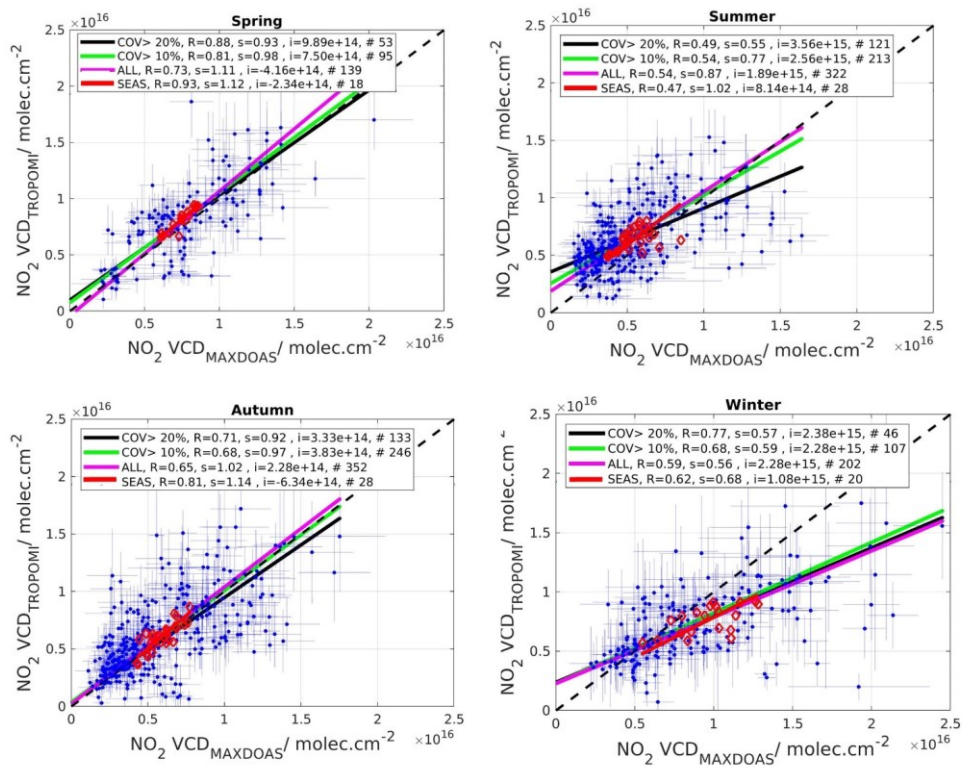 Spring
×10^16
COV> 20%, R=0.88, s=0.93 , i=9.89e+14, # 53
COV> 10%, R=0.81, s=0.98 , i=7.50e+14, # 95
ALL, R=0.73, s=1.11 , i=-4.16e+14, # 139
SEAS, R=0.93, s=1.12 , i=-2.34e+14, # 18
2.5
2
1.5
1
0.5
0
NO2 VCD_TROPOMI/ molec.cm^-2
0 0.5 1 1.5 2 2.5
×10^16
NO2 VCD_MAXDOAS/ molec.cm^-2
Summer
×10^16
COV> 20%, R=0.49, s=0.55 , i=3.56e+15, # 121
COV> 10%, R=0.54, s=0.77 , i=2.56e+15, # 213
ALL, R=0.54, s=0.87 , i=1.89e+15, # 322
SEAS, R=0.47, s=1.02 , i=8.14e+14, # 28
2.5
2
1.5
1
0.5
0
NO2 VCD_TROPOMI/ molec.cm^-2
0 0.5 1 1.5 2 2.5
×10^16
NO2 VCD_MAXDOAS/ molec.cm^-2
Autumn
×10^16
COV> 20%, R=0.71, s=0.92 , i=3.33e+14, # 133
COV> 10%, R=0.68, s=0.97 , i=3.83e+14, # 246
ALL, R=0.65, s=1.02 , i=2.28e+14, # 352
SEAS, R=0.81, s=1.14 , i=-6.34e+14, # 28
2.5
2
1.5
1
0.5
0
NO2 VCD_TROPOMI/ molec.cm^-2
0 0.5 1 1.5 2 2.5
×10^16
NO2 VCD_MAXDOAS/ molec.cm^-2
Winter
×10^16
COV> 20%, R=0.77, s=0.57 , i=2.38e+15, # 46
COV> 10%, R=0.68, s=0.59 , i=2.28e+15, # 107
ALL, R=0.59, s=0.56 , i=2.28e+15, # 202
SEAS, R=0.62, s=0.68 , i=1.08e+15, # 20
2.5
2
1.5
1
0.5
0
NO2 VCD_TROPOMI/ molec.cm^-2
0 0.5 1 1.5 2 2.5
×10^16
NO2 VCD_MAXDOAS/ molec.cm^-2